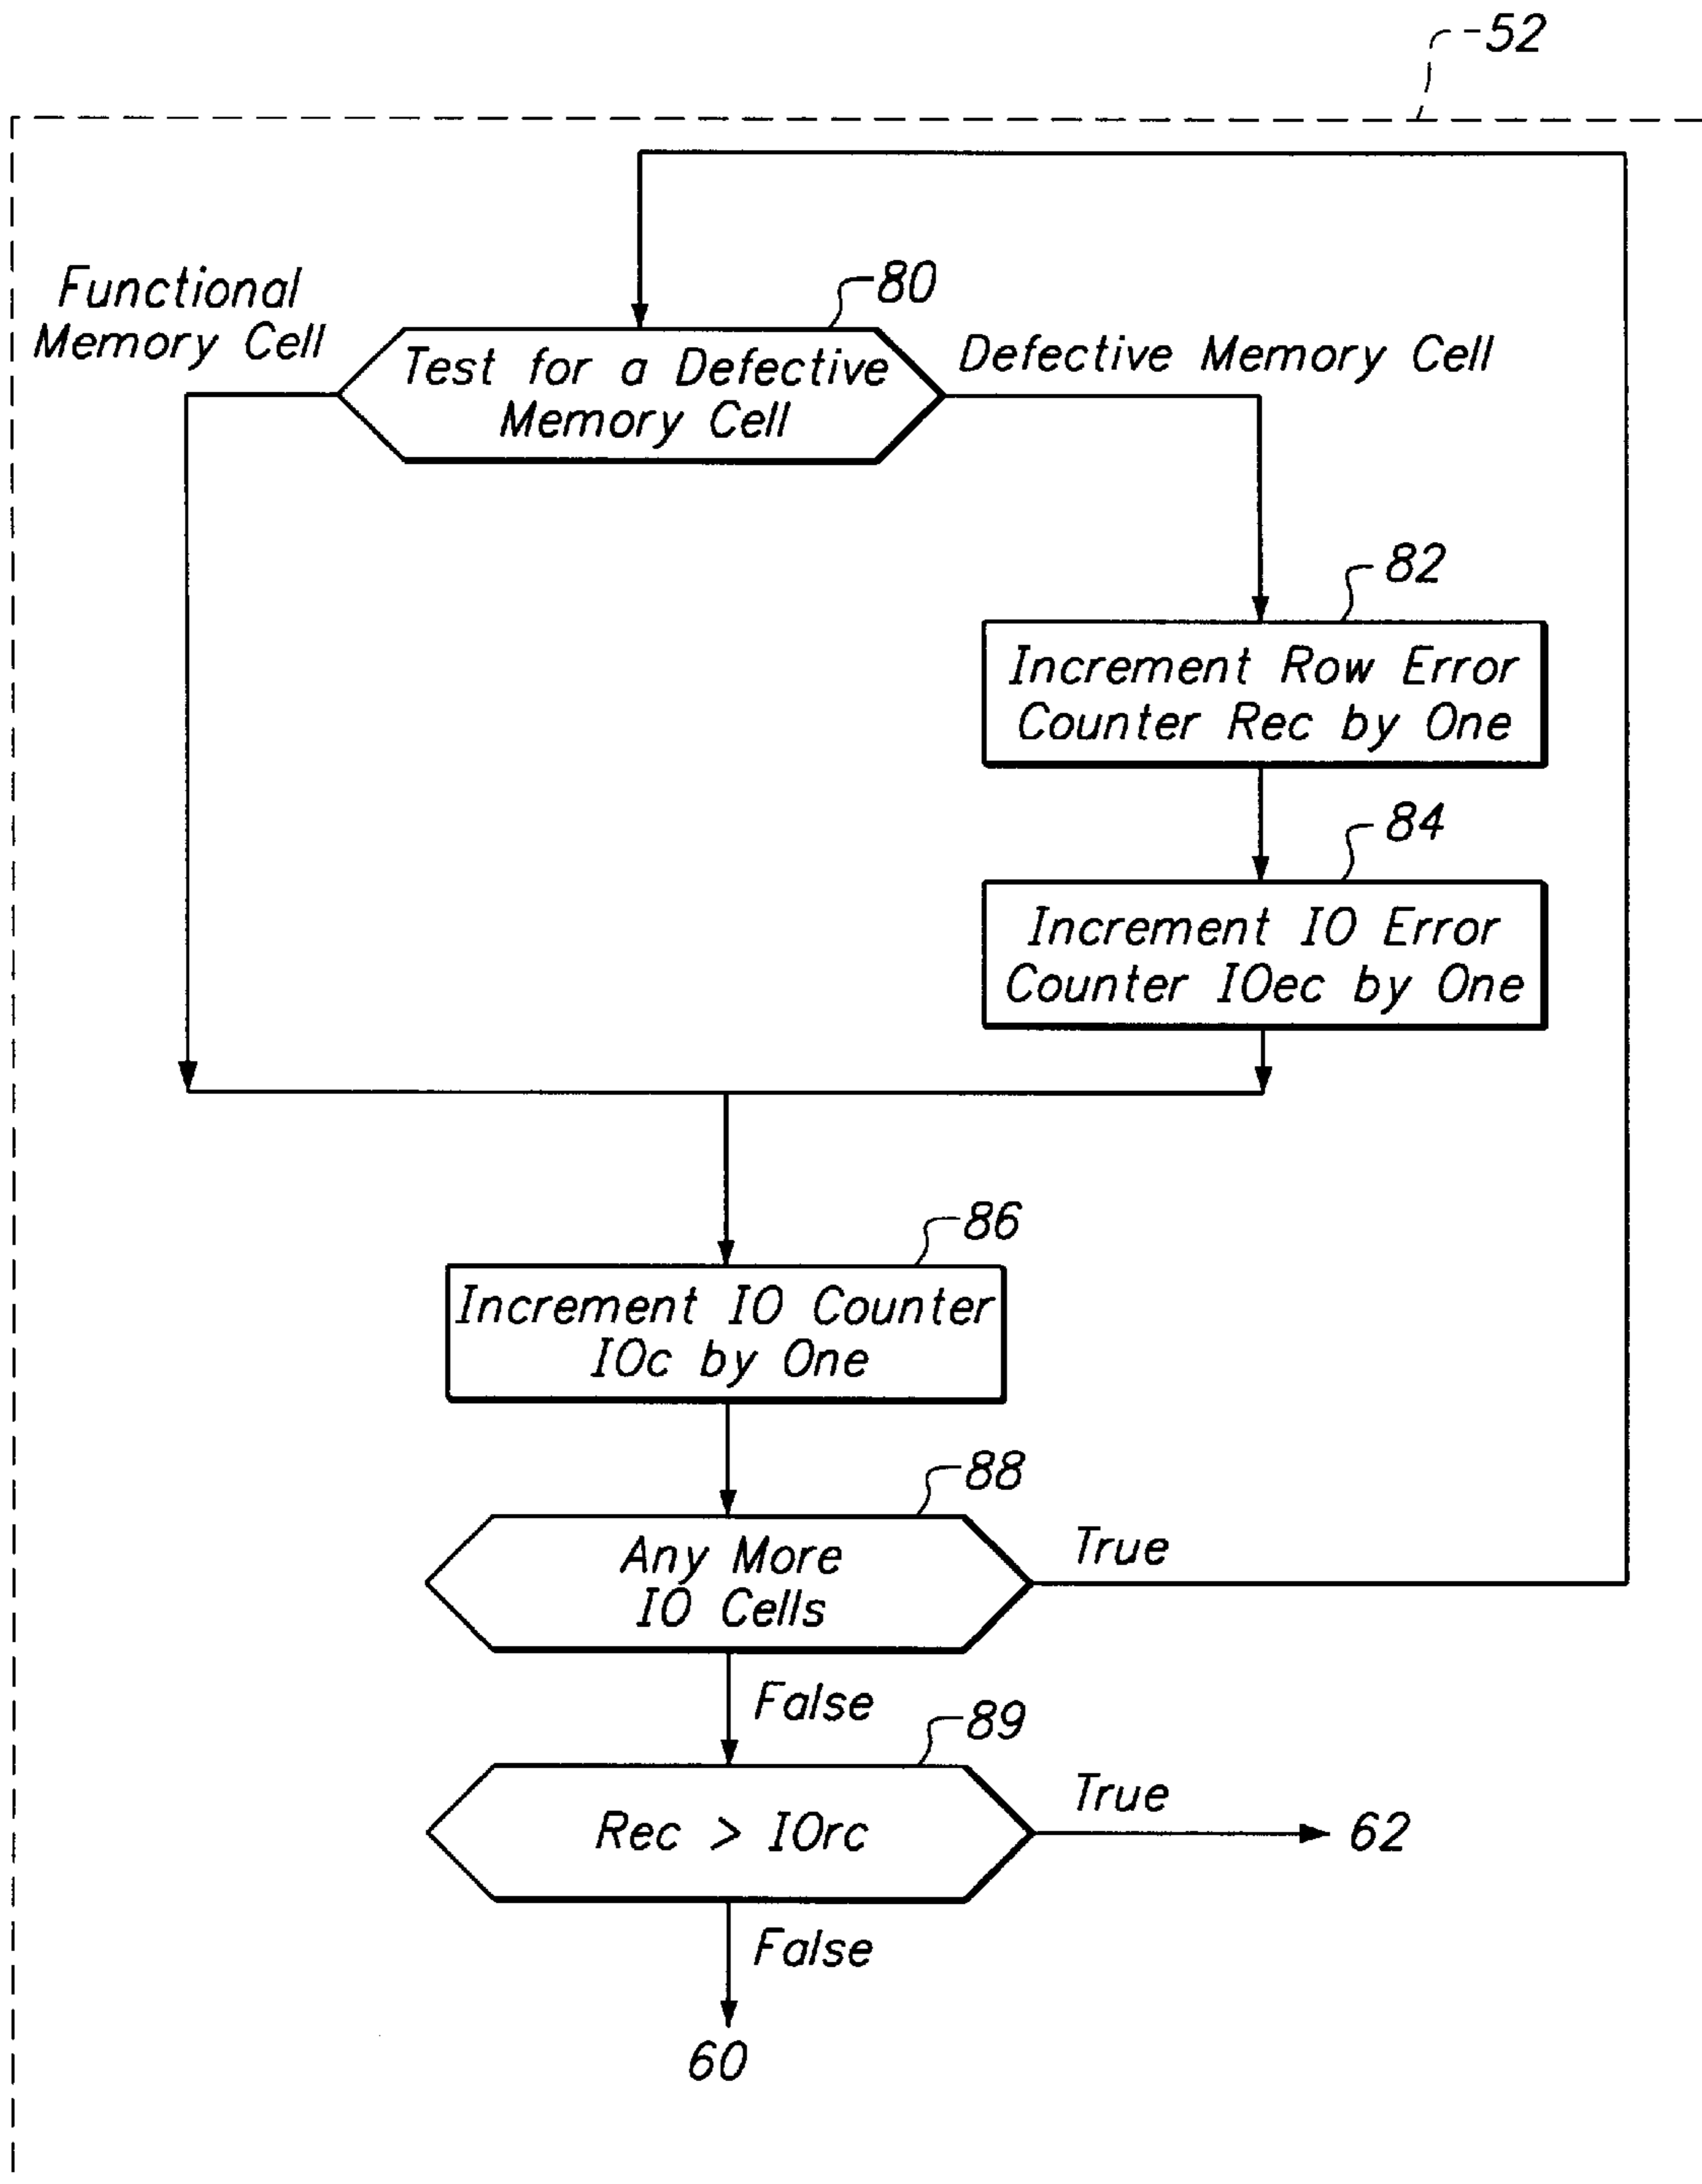 52
Functional
Memory Cell
80
Test for a Defective
Memory Cell
Defective Memory Cell
82
Increment Row Error
Counter Rec by One
84
Increment IO Error
Counter IOec by One
86
Increment IO Counter
IOc by One
88
Any More
IO Cells
True
False
89
Rec > IOrc
True
62
False
60